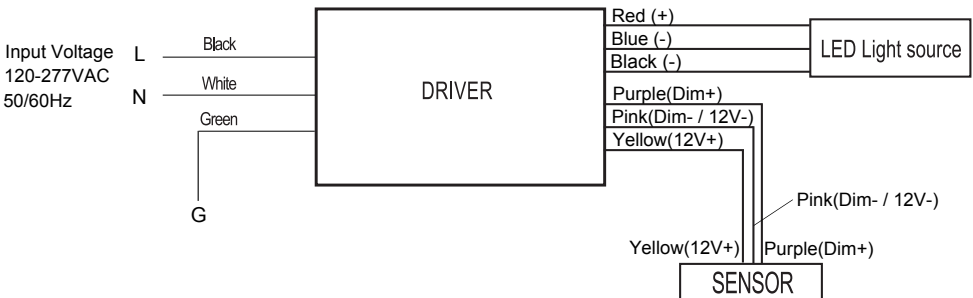 Input Voltage
120-277VAC
50/60Hz
L
Black
N
White
Green
G
DRIVER
Red (+)
Blue (-)
Black (-)
LED Light source
Purple(Dim+)
Pink(Dim- / 12V-)
Yellow(12V+)
Pink(Dim- / 12V-)
Yellow(12V+)
Purple(Dim+)
SENSOR